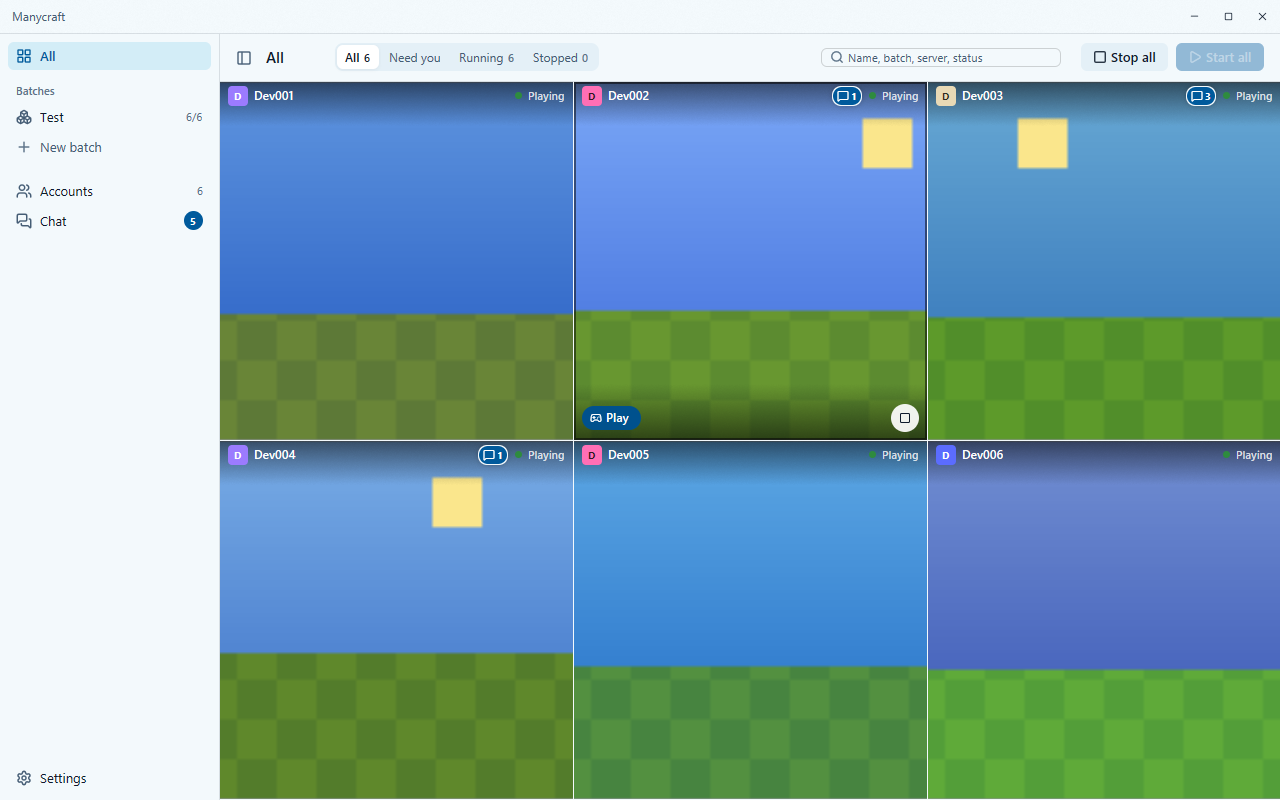 Manycraft
All
Batches
Test 6/6
New batch
Accounts 6
Chat 5
Settings
All
All 6 Need you Running 6 Stopped 0
Name, batch, server, status
Stop all
Start all
D Dev001 Playing
D Dev002 1 Playing
D Dev003 3 Playing
Play
D Dev004 1 Playing
D Dev005 Playing
D Dev006 Playing